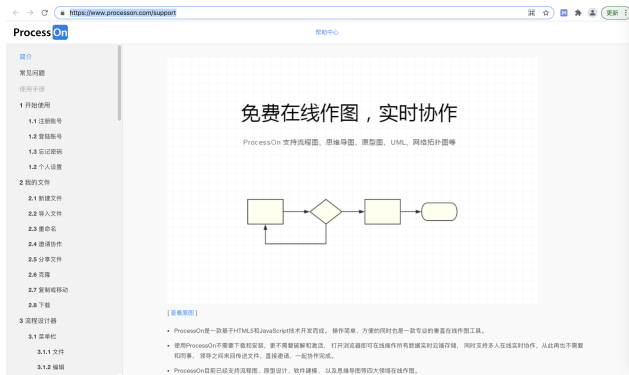 https://www.processon.com/support
更新
ProcessOn
帮助中心
简介
常见问题
使用手册
1 开始使用
1.1 注册账号
1.2 登陆账号
1.3 忘记密码
1.2 个人设置
2 我的文件
2.1 新建文件
2.2 导入文件
2.3 重命名
2.4 邀请协作
2.5 分享文件
2.6 克隆
2.7 复制或移动
2.8 下载
3 流程设计器
3.1 菜单栏
3.1.1 文件
3.1.2 编辑
免费在线作图，实时协作
ProcessOn 支持流程图、思维导图、原型图、UML、网络拓扑图等
[查看原图]
• ProcessOn是一款基于HTML5和JavaScript技术开发而成。 操作简单、方便的同时也是一款专业的垂直在线作图工具。
• 使用ProcessOn不需要下载和安装、更不需要破解和激活， 打开浏览器即可在线操作所有数据实时云端存储， 同时支持多人在线实时协作，从此再也不需要
和同事， 领导之间来回传送文件，直接邀请，一起协作完成。
• ProcessOn目前已经支持流程图、原型设计、软件建模、 以及思维导图等四大领域在线作图。